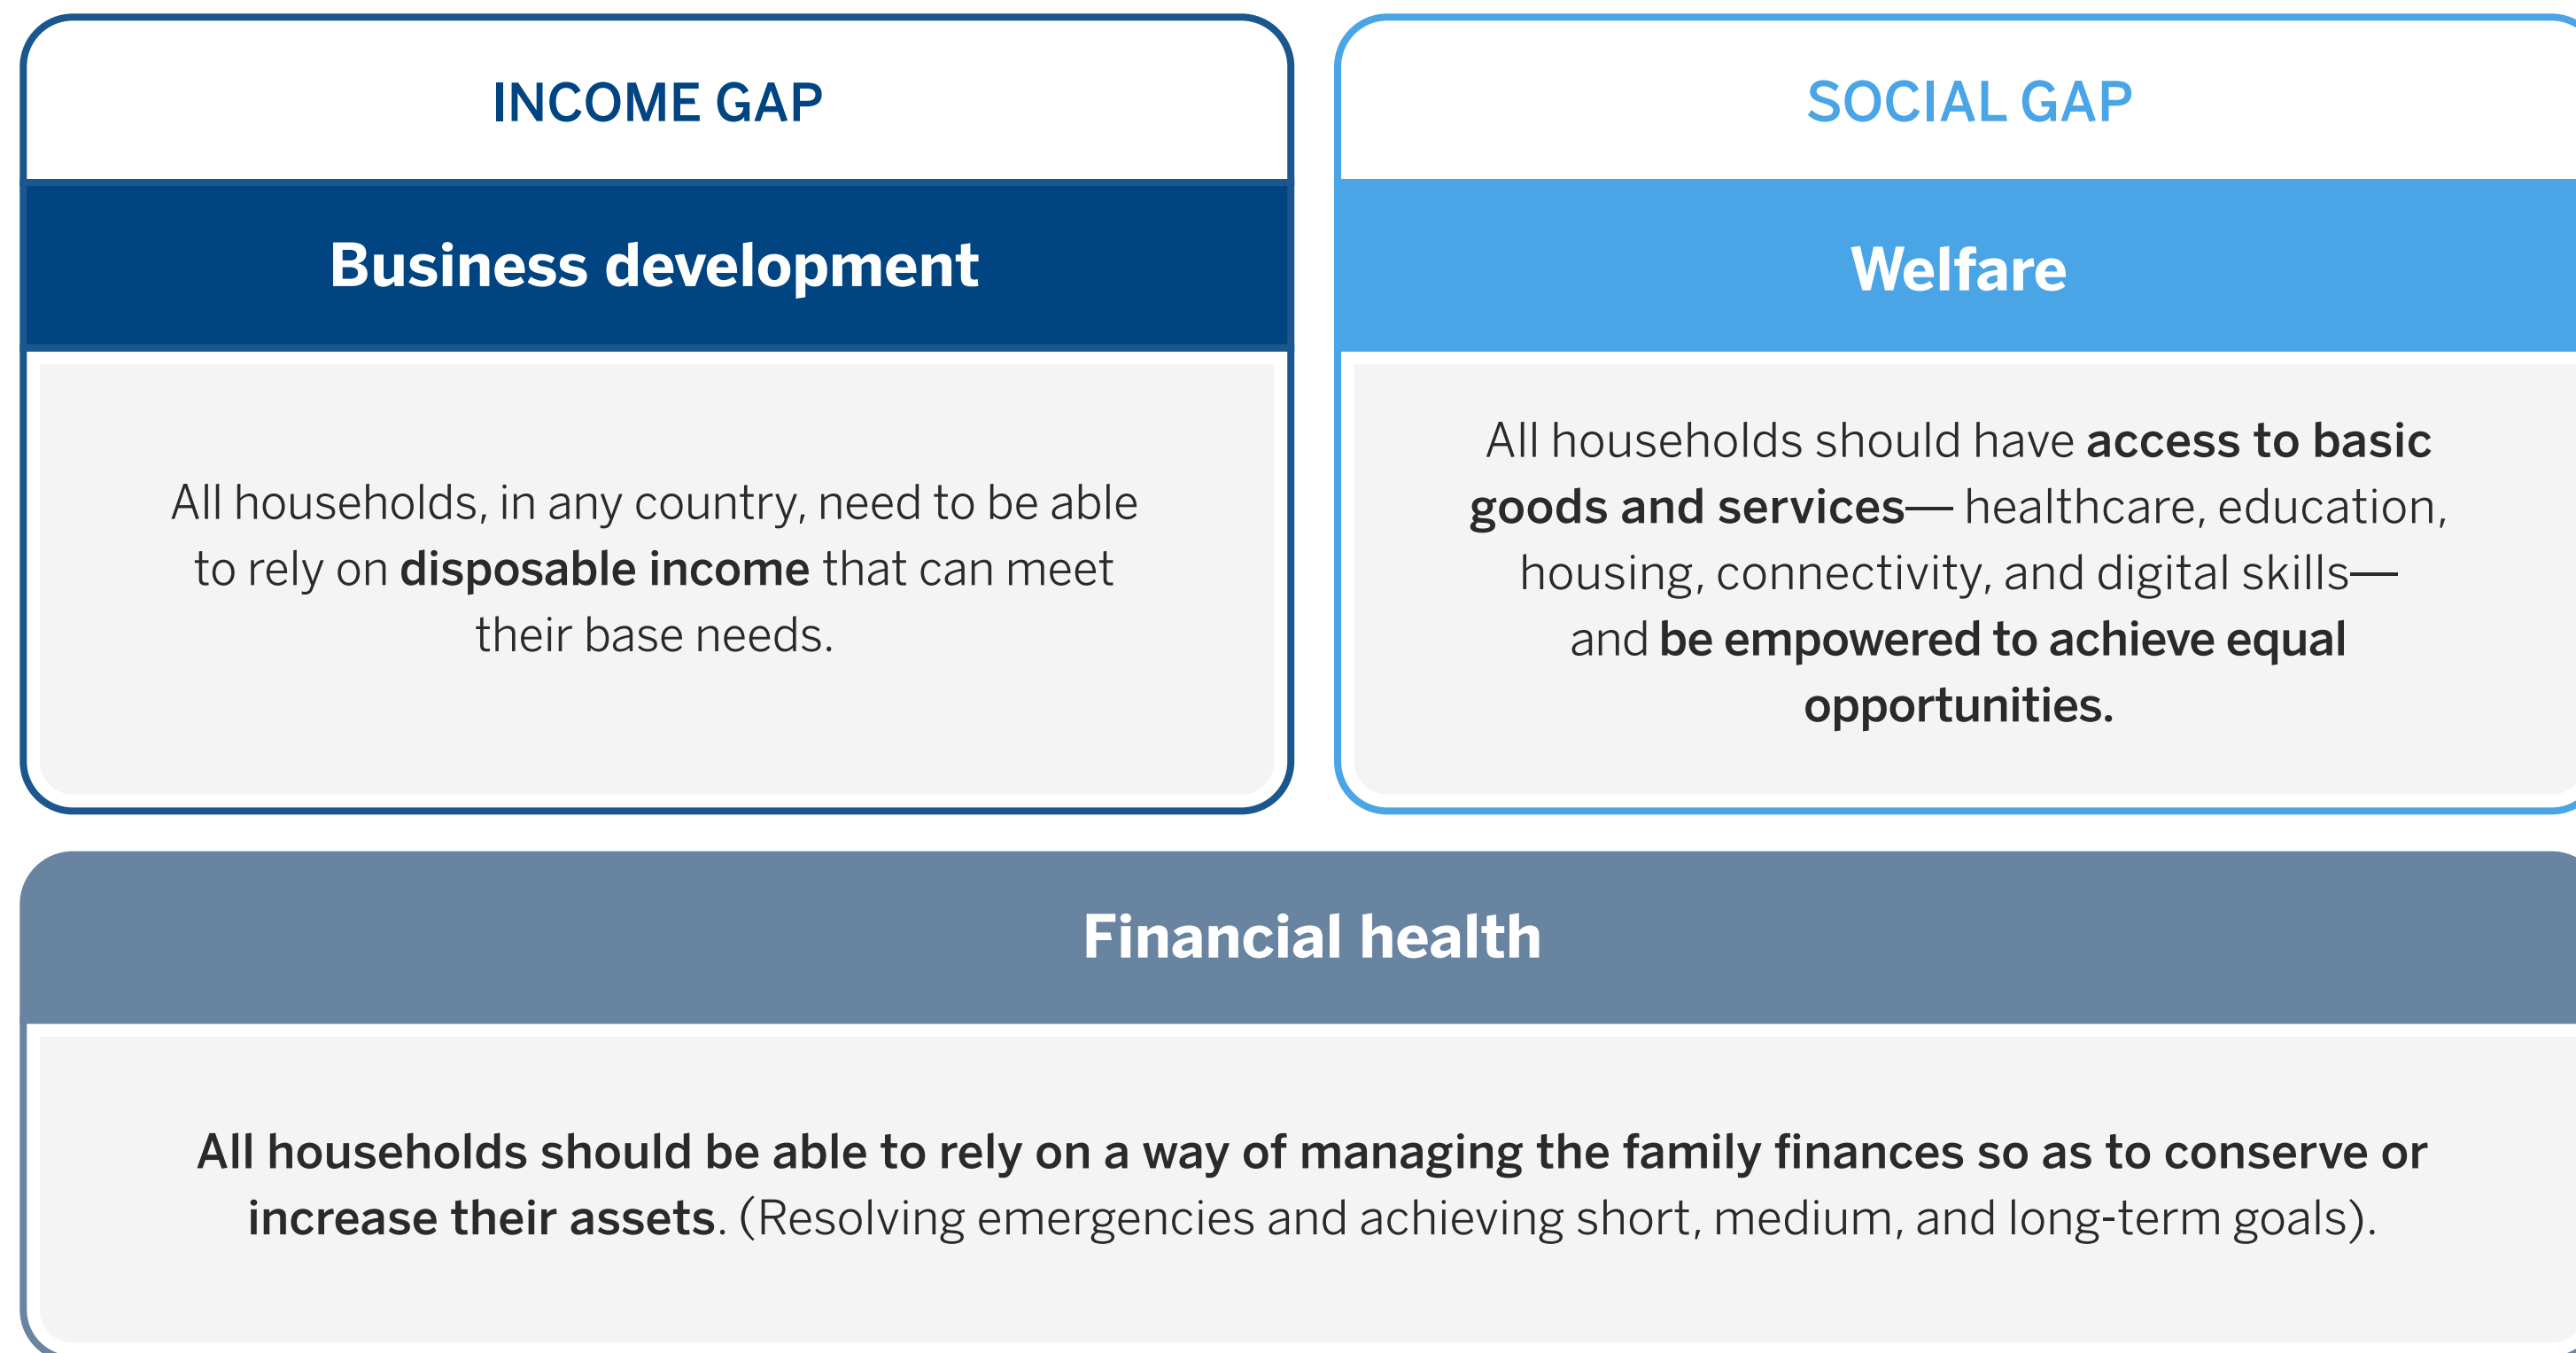 INCOME GAP
Business development
All households, in any country, need to be able
to rely on disposable income that can meet
their base needs.
SOCIAL GAP
Welfare
All households should have access to basic
goods and services— healthcare, education,
housing, connectivity, and digital skills—
and be empowered to achieve equal
opportunities.
Financial health
All households should be able to rely on a way of managing the family finances so as to conserve or
increase their assets. (Resolving emergencies and achieving short, medium, and long-term goals).